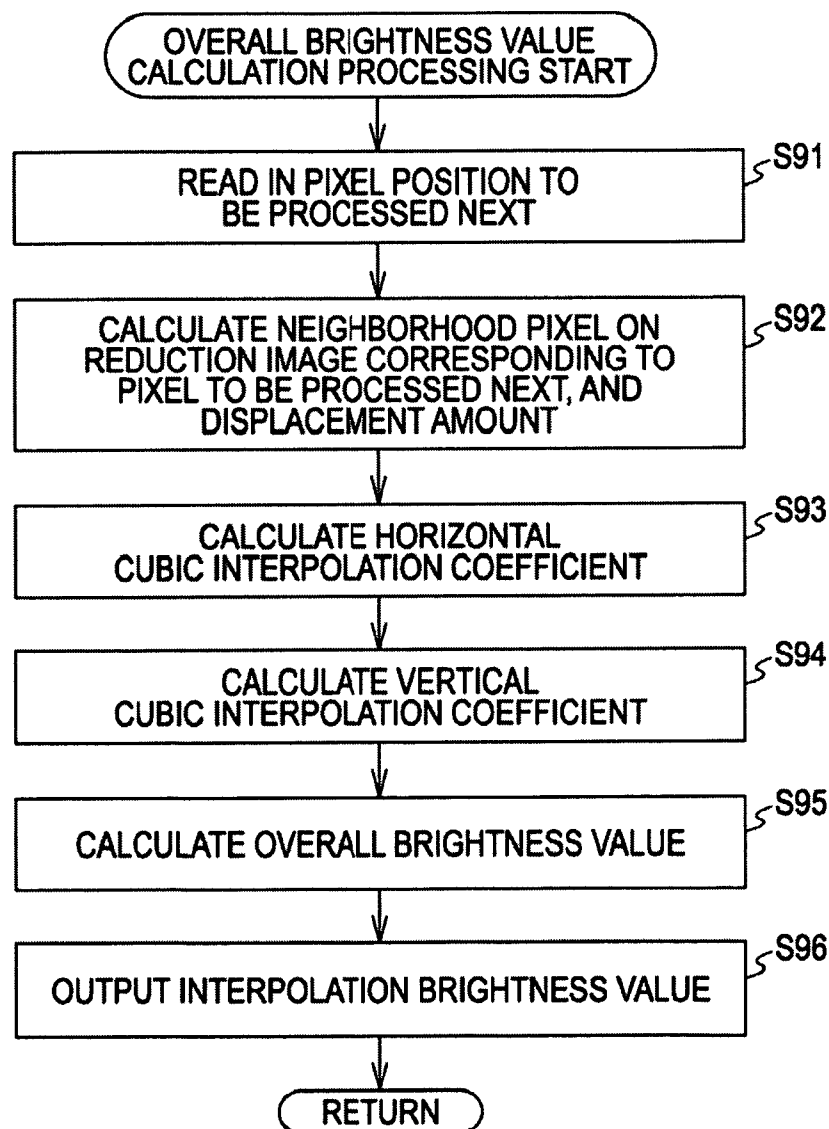 OVERALL BRIGHTNESS VALUE
CALCULATION PROCESSING START
S91
READ IN PIXEL POSITION TO
BE PROCESSED NEXT
S92
CALCULATE NEIGHBORHOOD PIXEL ON
REDUCTION IMAGE CORRESPONDING TO
PIXEL TO BE PROCESSED NEXT, AND
DISPLACEMENT AMOUNT
S93
CALCULATE HORIZONTAL
CUBIC INTERPOLATION COEFFICIENT
S94
CALCULATE VERTICAL
CUBIC INTERPOLATION COEFFICIENT
S95
CALCULATE OVERALL BRIGHTNESS VALUE
S96
OUTPUT INTERPOLATION BRIGHTNESS VALUE
RETURN